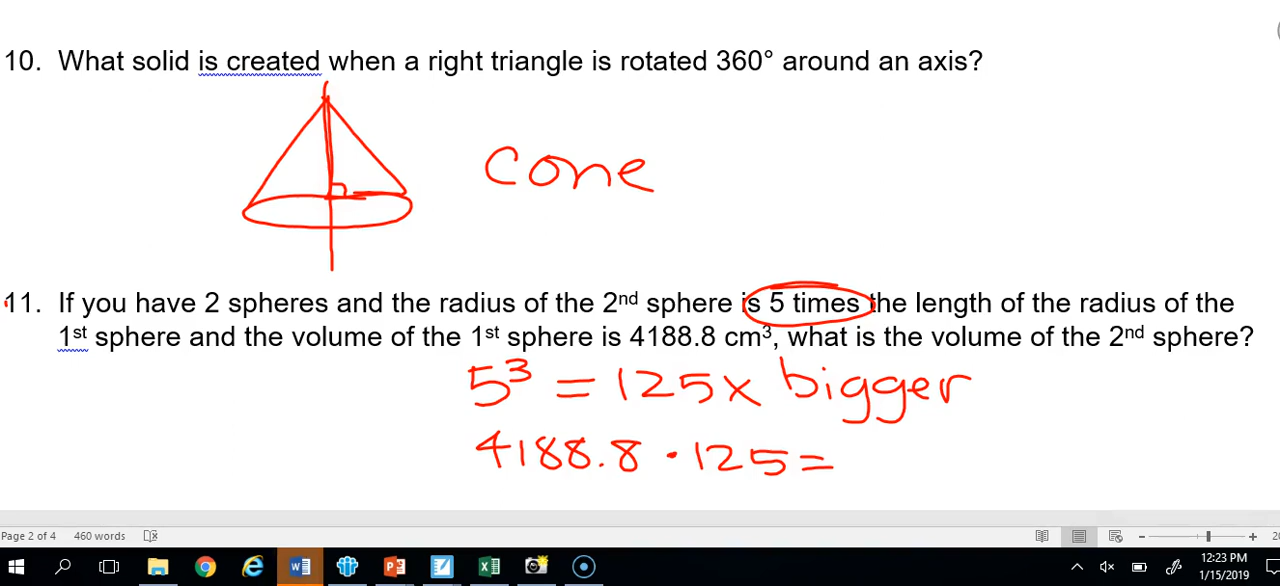 10. What solid is created when a right triangle is rotated 360° around an axis?
cone
11. If you have 2 spheres and the radius of the 2nd sphere is 5 times the length of the radius of the
1st sphere and the volume of the 1st sphere is 4188.8 cm³, what is the volume of the 2nd sphere?
5³ = 125x bigger
4188.8 · 125 =
Page 2 of 4 460 words
12:23 PM
1/15/2019